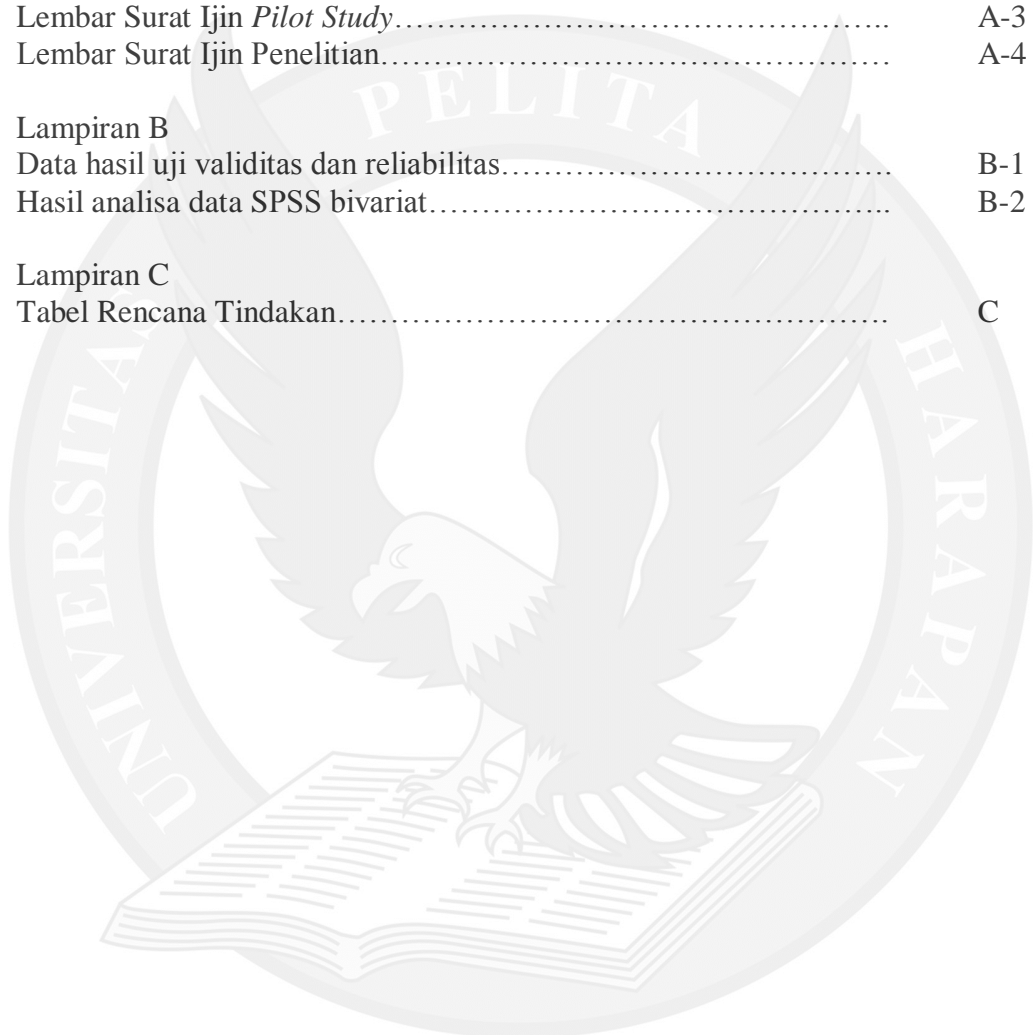 Lembar Surat Ijin Pilot Study……………………………………………….. A-3
Lembar Surat Ijin Penelitian………………………………………… A-4
Lampiran B
Data hasil uji validitas dan reliabilitas………………………………. B-1
Hasil analisa data SPSS bivariat…………………………………….. B-2
Lampiran C
Tabel Rencana Tindakan……………………………………………. C
UNIVERSITAS PELITA HARAPAN